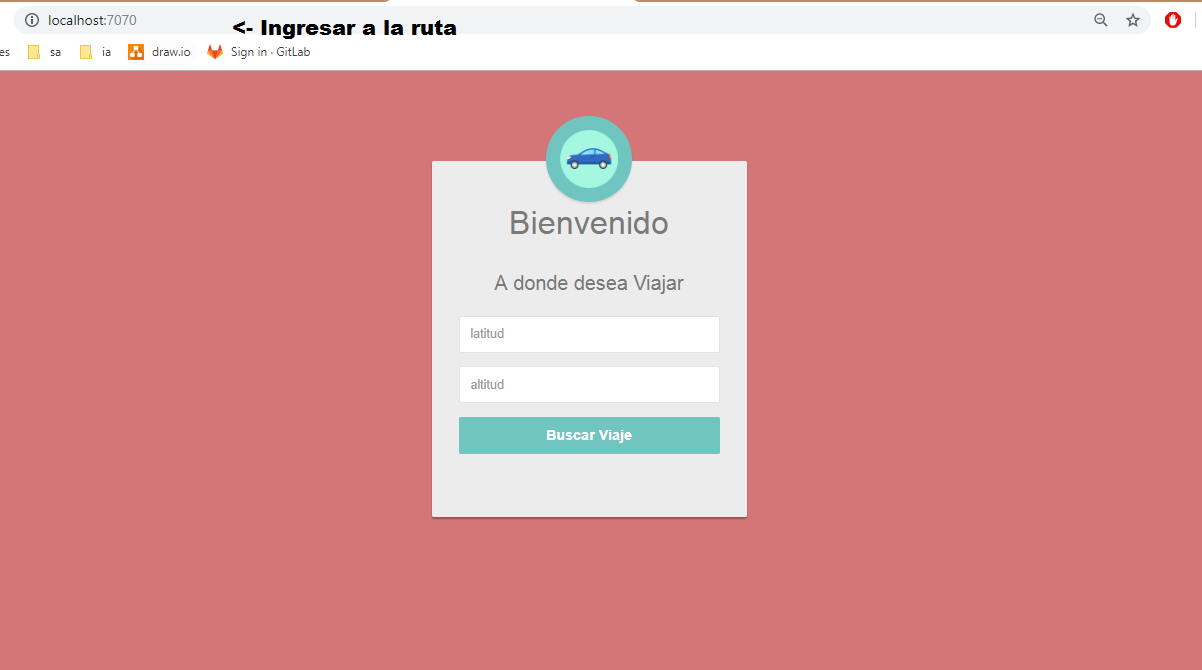 localhost:7070
<- Ingresar a la ruta
es sa ia draw.io Sign in · GitLab
Bienvenido
A donde desea Viajar
latitud
altitud
Buscar Viaje